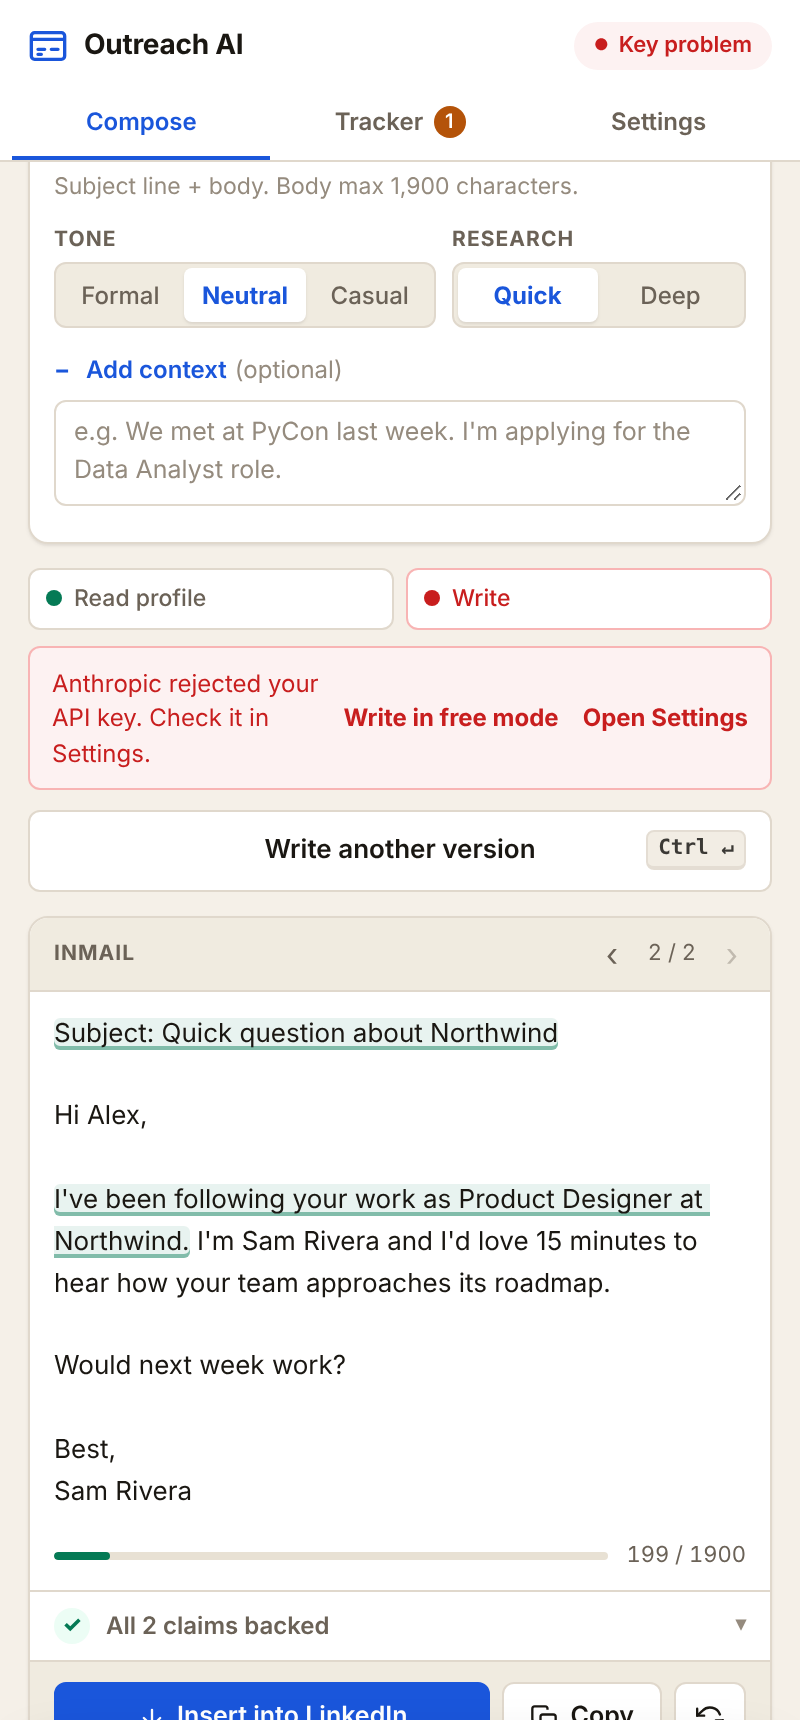 Outreach AI
Key problem
Compose
Tracker 1
Settings
Subject line + body. Body max 1,900 characters.
TONE
RESEARCH
Formal Neutral Casual
Quick Deep
– Add context (optional)
e.g. We met at PyCon last week. I'm applying for the
Data Analyst role.
Read profile
Write
Anthropic rejected your
API key. Check it in
Settings.
Write in free mode
Open Settings
Write another version
Ctrl ↵
INMAIL
‹ 2 / 2 ›
Subject: Quick question about Northwind
Hi Alex,
I've been following your work as Product Designer at
Northwind. I'm Sam Rivera and I'd love 15 minutes to
hear how your team approaches its roadmap.
Would next week work?
Best,
Sam Rivera
199 / 1900
All 2 claims backed
Insert into LinkedIn
Copy